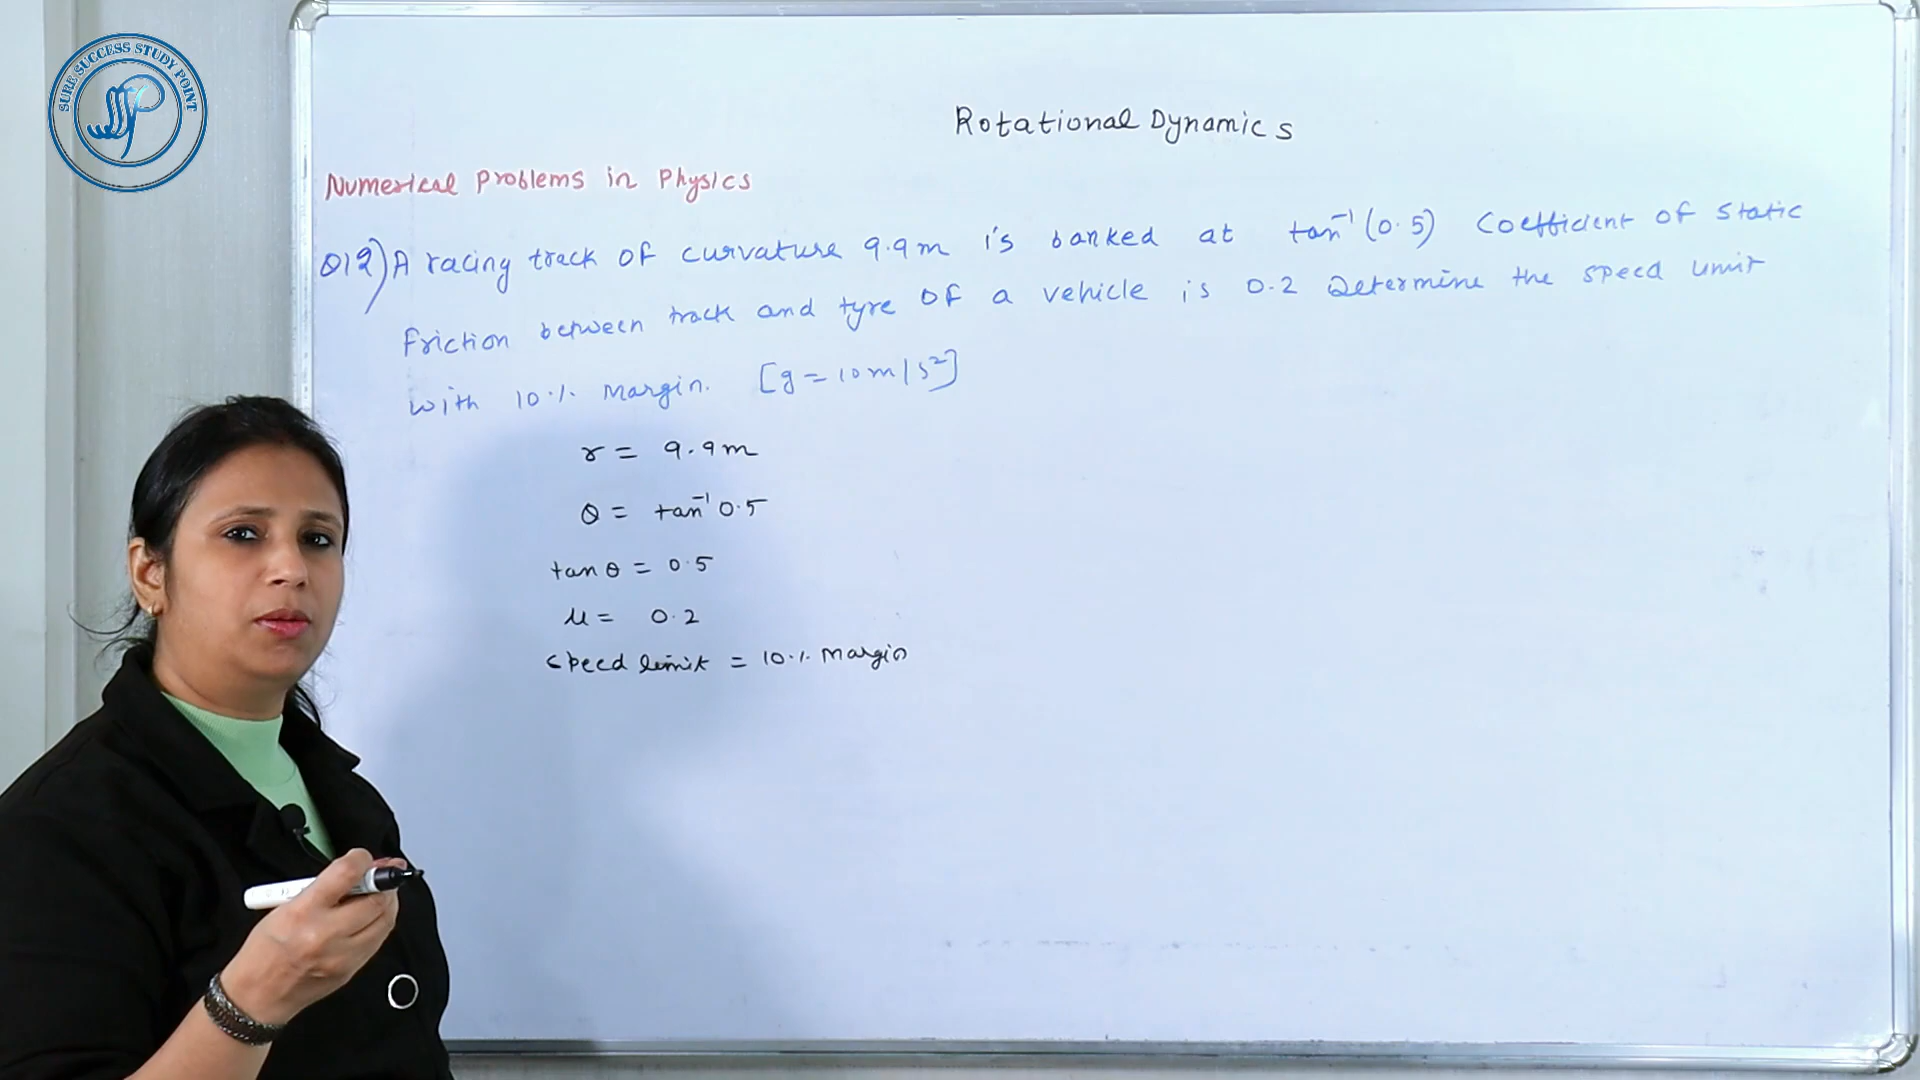 SURE SUCCESS STUDY POINT
Rotational Dynamics
Numerical Problems in Physics
Q12) A racing track of curvature 9.9m is banked at tan⁻¹(0.5) Coefficient of static
friction between track and tyre of a vehicle is 0.2 Determine the speed limit
with 10% Margin. [g = 10m/s²]
r = 9.9m
θ = tan⁻¹ 0.5
tan θ = 0.5
μ = 0.2
speed limit = 10% Margin